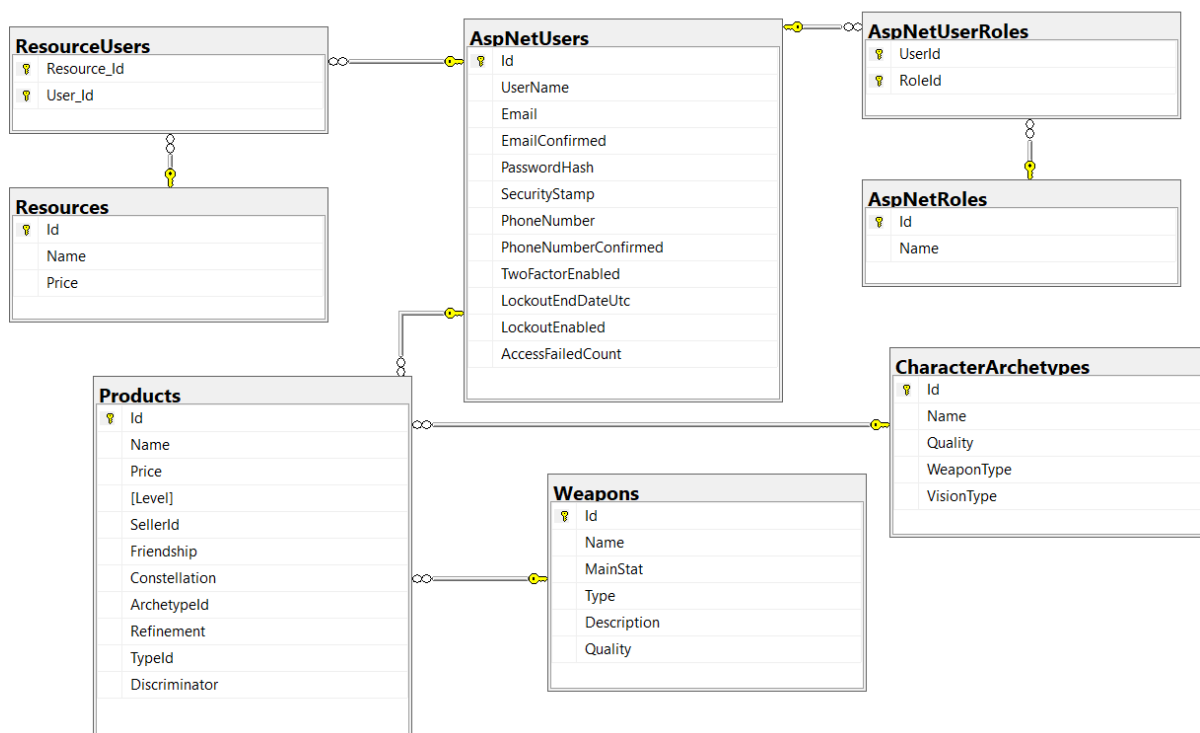 ResourceUsers
Resource_Id
User_Id
Resources
Id
Name
Price
AspNetUsers
Id
UserName
Email
EmailConfirmed
PasswordHash
SecurityStamp
PhoneNumber
PhoneNumberConfirmed
TwoFactorEnabled
LockoutEndDateUtc
LockoutEnabled
AccessFailedCount
AspNetUserRoles
UserId
RoleId
AspNetRoles
Id
Name
Products
Id
Name
Price
[Level]
SellerId
Friendship
Constellation
ArchetypeId
Refinement
TypeId
Discriminator
Weapons
Id
Name
MainStat
Type
Description
Quality
CharacterArchetypes
Id
Name
Quality
WeaponType
VisionType